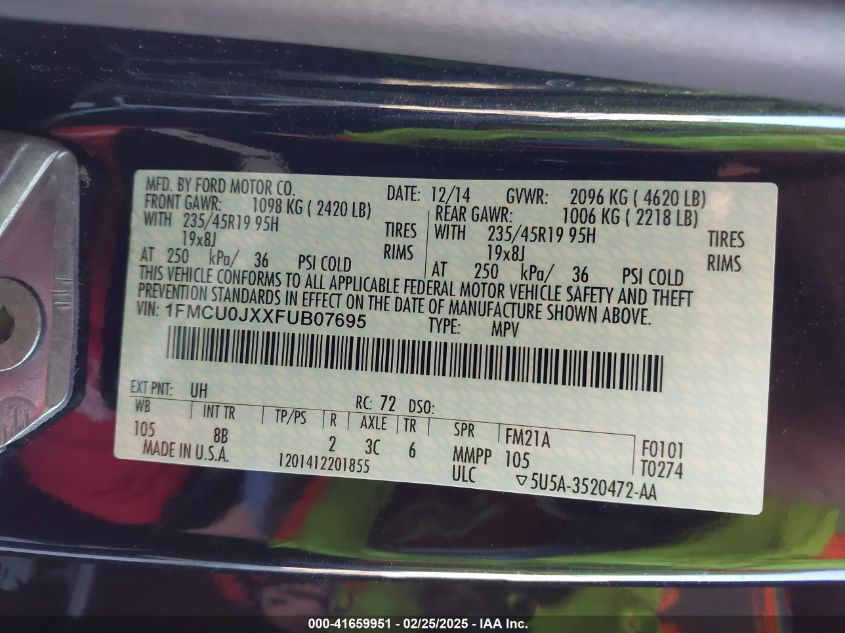 MFD. BY FORD MOTOR CO. DATE: 12/14 GVWR: 2096 KG ( 4620 LB)
FRONT GAWR: 1098 KG ( 2420 LB) REAR GAWR: 1006 KG ( 2218 LB)
WITH 235/45R19 95H TIRES WITH 235/45R19 95H TIRES
19x8J RIMS 19x8J RIMS
AT 250 kPa/ 36 PSI COLD AT 250 kPa/ 36 PSI COLD
THIS VEHICLE CONFORMS TO ALL APPLICABLE FEDERAL MOTOR VEHICLE SAFETY AND THEFT
PREVENTION STANDARDS IN EFFECT ON THE DATE OF MANUFACTURE SHOWN ABOVE.
VIN: 1FMCU0JXXFUB07695 TYPE: MPV
EXT PNT: UH RC: 72 DSO:
WB INT TR TP/PS R AXLE TR SPR FM21A F0101
105 8B 2 3C 6 MMPP 105 T0274
MADE IN U.S.A. 1201412201855 ULC ▽5U5A-3520472-AA
000-41659951 - 02/25/2025 - IAA Inc.